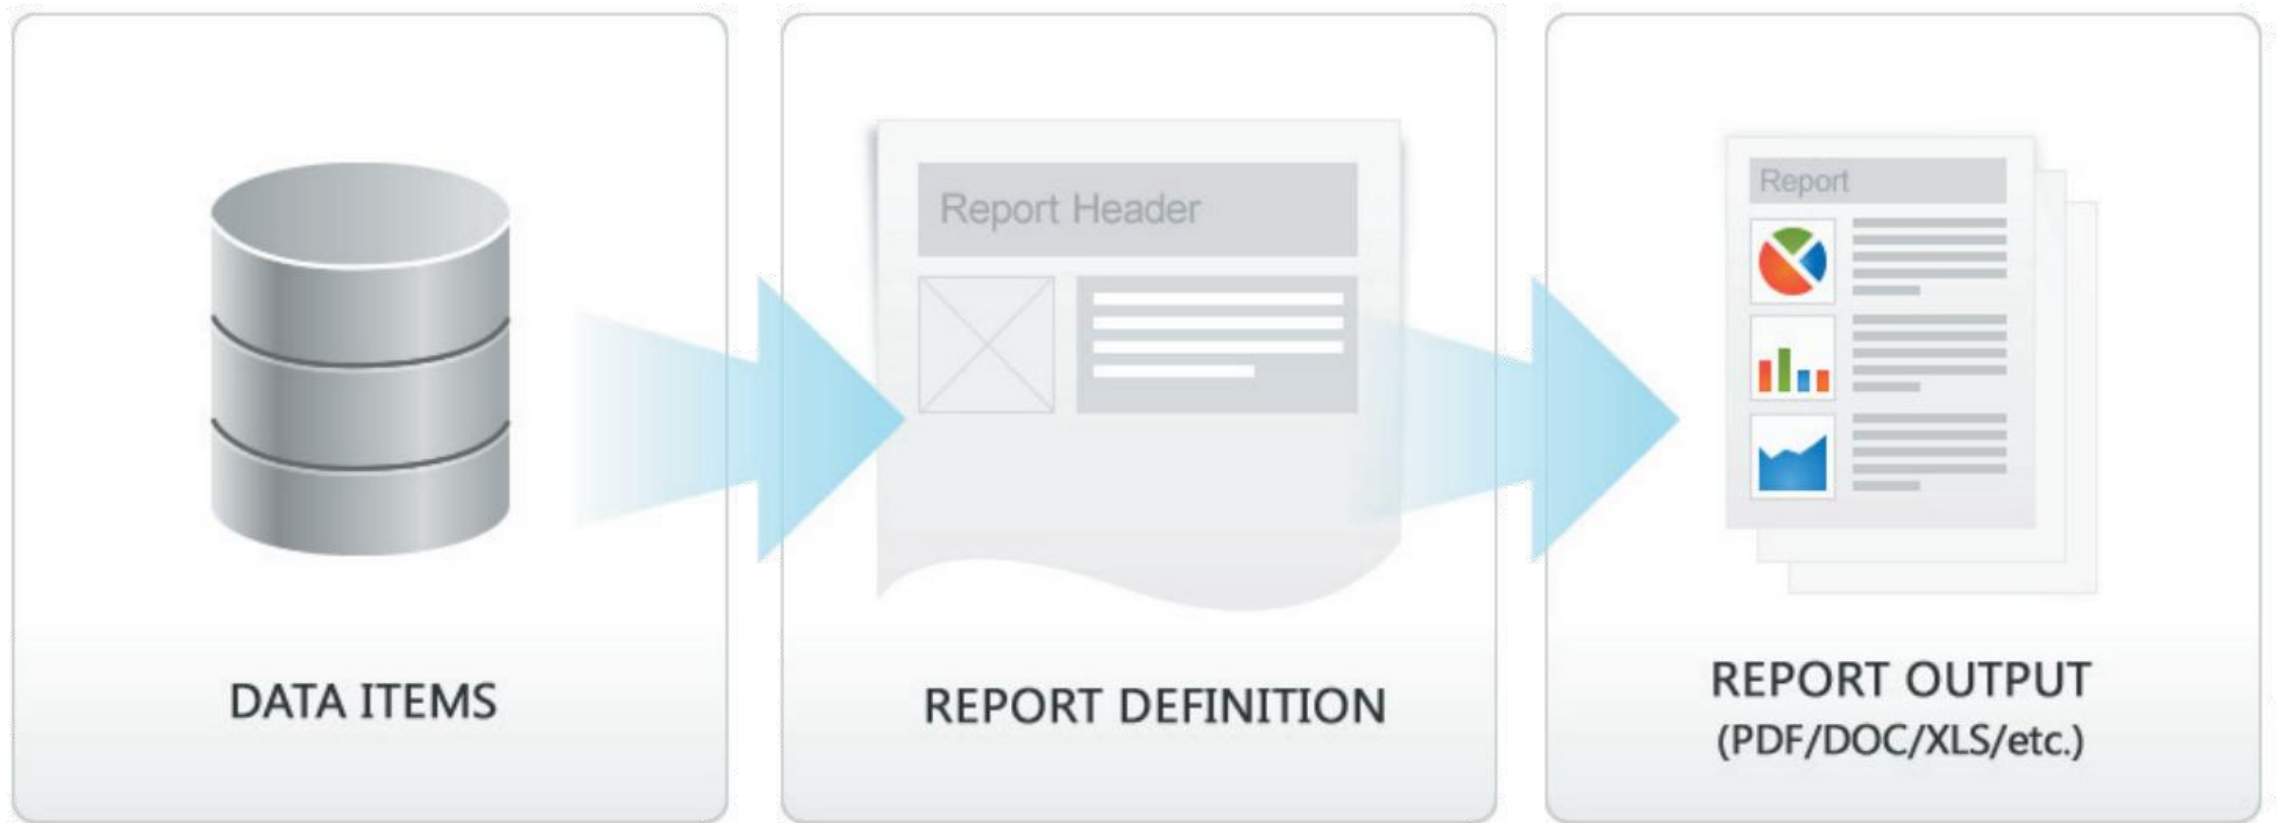 Report Header
Report
DATA ITEMS
REPORT DEFINITION
REPORT OUTPUT
(PDF/DOC/XLS/etc.)